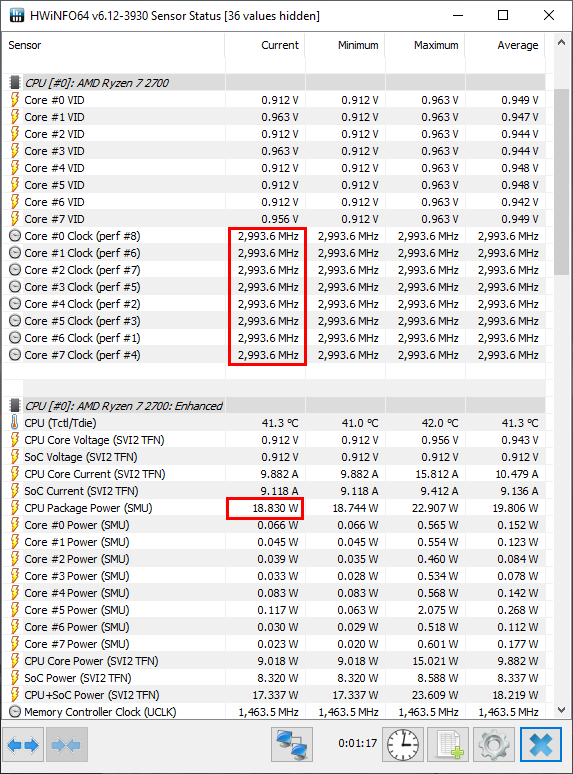 HWiNFO64 v6.12-3930 Sensor Status [36 values hidden]
Sensor Current Minimum Maximum Average
CPU [#0]: AMD Ryzen 7 2700
Core #0 VID 0.912 V 0.912 V 0.963 V 0.949 V
Core #1 VID 0.963 V 0.912 V 0.963 V 0.947 V
Core #2 VID 0.912 V 0.912 V 0.963 V 0.944 V
Core #3 VID 0.963 V 0.912 V 0.963 V 0.944 V
Core #4 VID 0.912 V 0.912 V 0.963 V 0.948 V
Core #5 VID 0.912 V 0.912 V 0.963 V 0.948 V
Core #6 VID 0.912 V 0.912 V 0.963 V 0.942 V
Core #7 VID 0.956 V 0.912 V 0.963 V 0.949 V
Core #0 Clock (perf #8) 2,993.6 MHz 2,993.6 MHz 2,993.6 MHz 2,993.6 MHz
Core #1 Clock (perf #6) 2,993.6 MHz 2,993.6 MHz 2,993.6 MHz 2,993.6 MHz
Core #2 Clock (perf #7) 2,993.6 MHz 2,993.6 MHz 2,993.6 MHz 2,993.6 MHz
Core #3 Clock (perf #5) 2,993.6 MHz 2,993.6 MHz 2,993.6 MHz 2,993.6 MHz
Core #4 Clock (perf #2) 2,993.6 MHz 2,993.6 MHz 2,993.6 MHz 2,993.6 MHz
Core #5 Clock (perf #3) 2,993.6 MHz 2,993.6 MHz 2,993.6 MHz 2,993.6 MHz
Core #6 Clock (perf #1) 2,993.6 MHz 2,993.6 MHz 2,993.6 MHz 2,993.6 MHz
Core #7 Clock (perf #4) 2,993.6 MHz 2,993.6 MHz 2,993.6 MHz 2,993.6 MHz
CPU [#0]: AMD Ryzen 7 2700: Enhanced
CPU (Tctl/Tdie) 41.3 °C 41.0 °C 42.0 °C 41.3 °C
CPU Core Voltage (SVI2 TFN) 0.912 V 0.912 V 0.956 V 0.943 V
SoC Voltage (SVI2 TFN) 0.912 V 0.912 V 0.912 V 0.912 V
CPU Core Current (SVI2 TFN) 9.882 A 9.882 A 15.812 A 10.479 A
SoC Current (SVI2 TFN) 9.118 A 9.118 A 9.412 A 9.136 A
CPU Package Power (SMU) 18.830 W 18.744 W 22.907 W 19.806 W
Core #0 Power (SMU) 0.066 W 0.066 W 0.565 W 0.152 W
Core #1 Power (SMU) 0.045 W 0.045 W 0.554 W 0.123 W
Core #2 Power (SMU) 0.039 W 0.035 W 0.460 W 0.084 W
Core #3 Power (SMU) 0.033 W 0.028 W 0.534 W 0.078 W
Core #4 Power (SMU) 0.083 W 0.083 W 0.568 W 0.142 W
Core #5 Power (SMU) 0.117 W 0.063 W 2.075 W 0.268 W
Core #6 Power (SMU) 0.030 W 0.029 W 0.518 W 0.112 W
Core #7 Power (SMU) 0.023 W 0.020 W 0.601 W 0.177 W
CPU Core Power (SVI2 TFN) 9.018 W 9.018 W 15.021 W 9.882 W
SoC Power (SVI2 TFN) 8.320 W 8.320 W 8.588 W 8.337 W
CPU+SoC Power (SVI2 TFN) 17.337 W 17.337 W 23.609 W 18.219 W
Memory Controller Clock (UCLK) 1,463.5 MHz 1,463.5 MHz 1,463.5 MHz 1,463.5 MHz
0:01:17